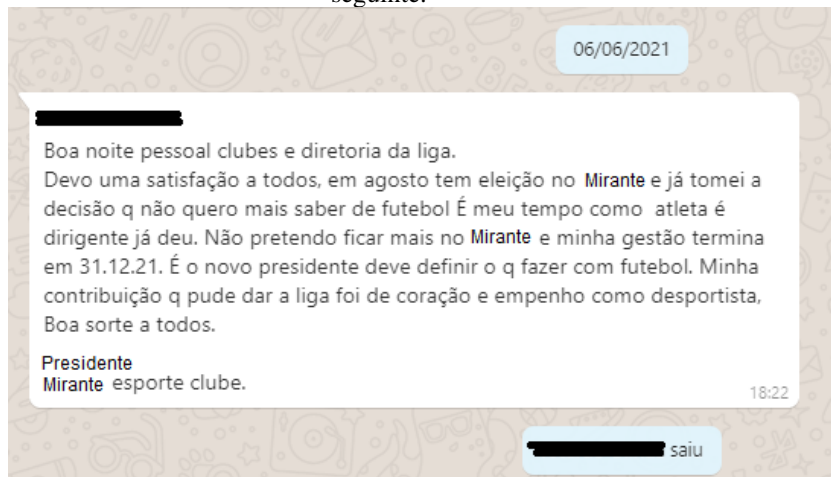 seguinte.
06/06/2021
Boa noite pessoal clubes e diretoria da liga.
Devo uma satisfação a todos, em agosto tem eleição no Mirante e já tomei a
decisão q não quero mais saber de futebol É meu tempo como atleta é
dirigente já deu. Não pretendo ficar mais no Mirante e minha gestão termina
em 31.12.21. É o novo presidente deve definir o q fazer com futebol. Minha
contribuição q pude dar a liga foi de coração e empenho como desportista,
Boa sorte a todos.
Presidente
Mirante esporte clube.
18:22
saiu